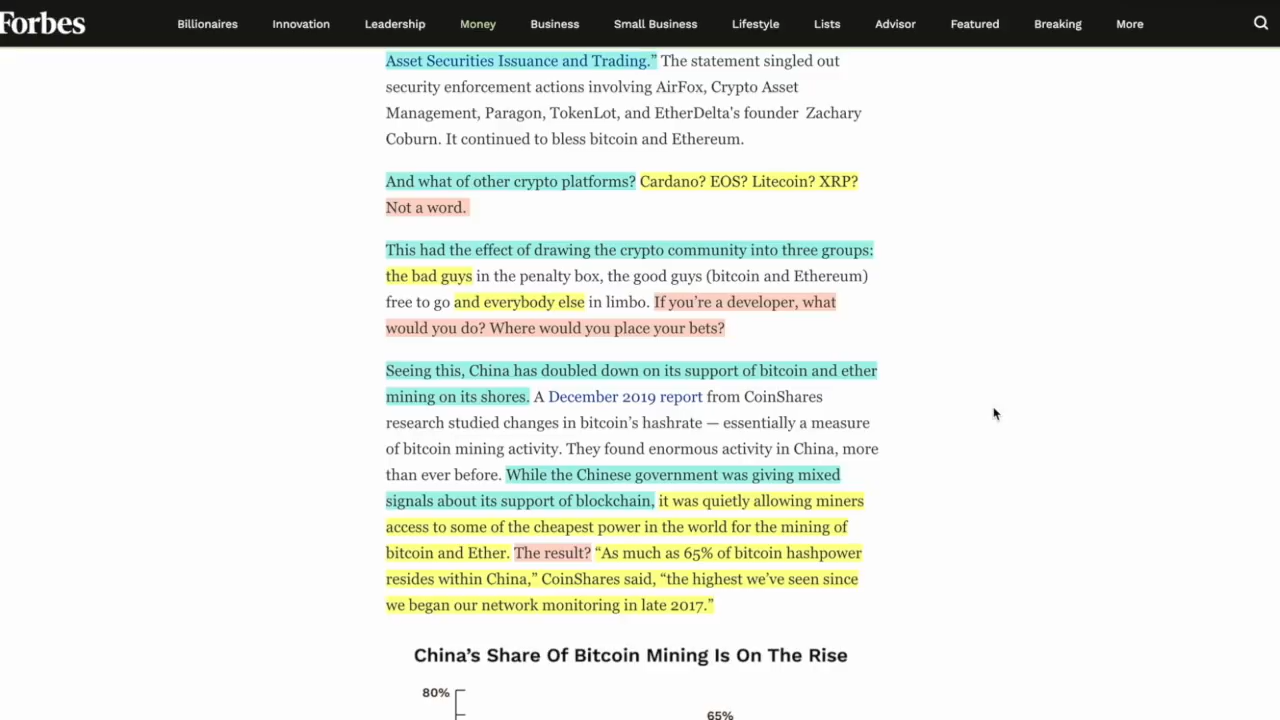 Forbes
Billionaires Innovation Leadership Money Business Small Business Lifestyle Lists Advisor Featured Breaking More
Asset Securities Issuance and Trading.” The statement singled out
security enforcement actions involving AirFox, Crypto Asset
Management, Paragon, TokenLot, and EtherDelta's founder Zachary
Coburn. It continued to bless bitcoin and Ethereum.
And what of other crypto platforms? Cardano? EOS? Litecoin? XRP?
Not a word.
This had the effect of drawing the crypto community into three groups:
the bad guys in the penalty box, the good guys (bitcoin and Ethereum)
free to go and everybody else in limbo. If you’re a developer, what
would you do? Where would you place your bets?
Seeing this, China has doubled down on its support of bitcoin and ether
mining on its shores. A December 2019 report from CoinShares
research studied changes in bitcoin’s hashrate — essentially a measure
of bitcoin mining activity. They found enormous activity in China, more
than ever before. While the Chinese government was giving mixed
signals about its support of blockchain, it was quietly allowing miners
access to some of the cheapest power in the world for the mining of
bitcoin and Ether. The result? “As much as 65% of bitcoin hashpower
resides within China,” CoinShares said, “the highest we’ve seen since
we began our network monitoring in late 2017.”
China’s Share Of Bitcoin Mining Is On The Rise
80%
65%